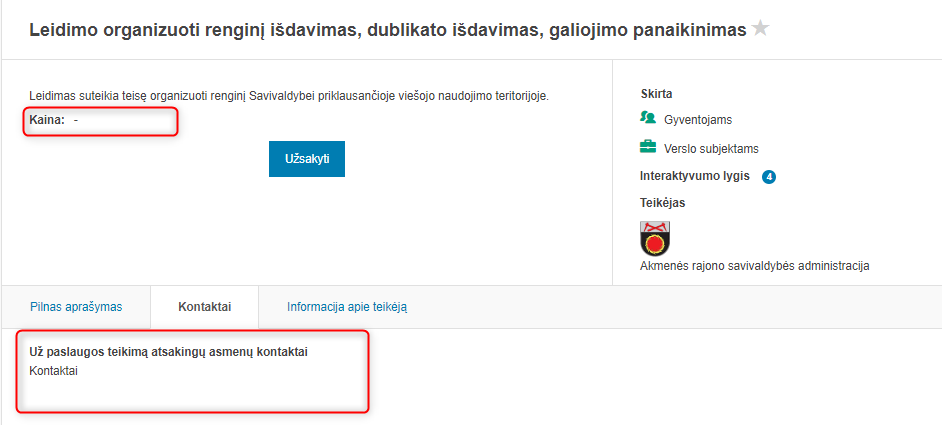 Leidimo organizuoti renginį išdavimas, dublikato išdavimas, galiojimo panaikinimas
Leidimas suteikia teisę organizuoti renginį Savivaldybei priklausančioje viešojo naudojimo teritorijoje.
Kaina: -
Užsakyti
Skirta
Gyventojams
Verslo subjektams
Interaktyvumo lygis 4
Teikėjas
Akmenės rajono savivaldybės administracija
Pilnas aprašymas
Kontaktai
Informacija apie teikėją
Už paslaugos teikimą atsakingų asmenų kontaktai
Kontaktai